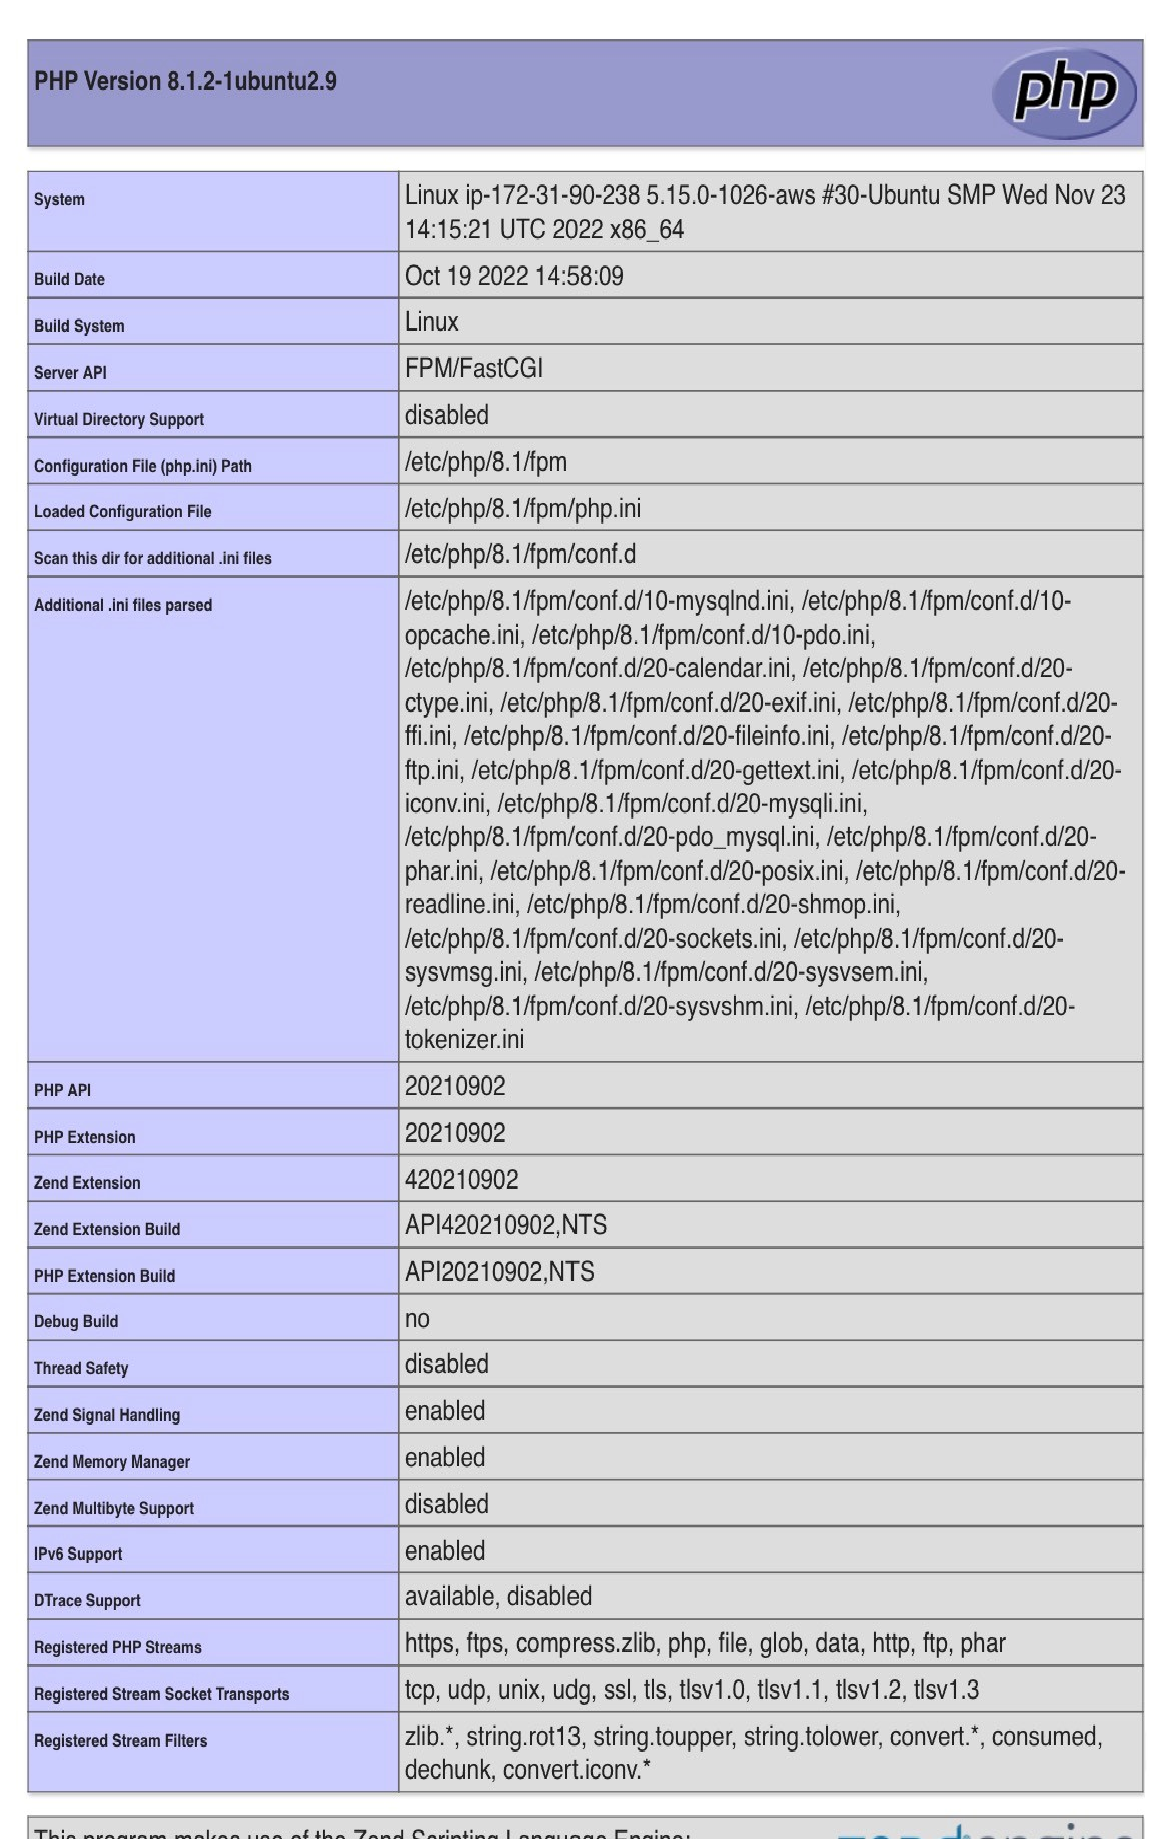 PHP Version 8.1.2-1ubuntu2.9
php
System
Linux ip-172-31-90-238 5.15.0-1026-aws #30-Ubuntu SMP Wed Nov 23
14:15:21 UTC 2022 x86_64
Build Date
Oct 19 2022 14:58:09
Build System
Linux
Server API
FPM/FastCGI
Virtual Directory Support
disabled
Configuration File (php.ini) Path
/etc/php/8.1/fpm
Loaded Configuration File
/etc/php/8.1/fpm/php.ini
Scan this dir for additional .ini files
/etc/php/8.1/fpm/conf.d
Additional .ini files parsed
/etc/php/8.1/fpm/conf.d/10-mysqlnd.ini, /etc/php/8.1/fpm/conf.d/10-
opcache.ini, /etc/php/8.1/fpm/conf.d/10-pdo.ini,
/etc/php/8.1/fpm/conf.d/20-calendar.ini, /etc/php/8.1/fpm/conf.d/20-
ctype.ini, /etc/php/8.1/fpm/conf.d/20-exif.ini, /etc/php/8.1/fpm/conf.d/20-
ffi.ini, /etc/php/8.1/fpm/conf.d/20-fileinfo.ini, /etc/php/8.1/fpm/conf.d/20-
ftp.ini, /etc/php/8.1/fpm/conf.d/20-gettext.ini, /etc/php/8.1/fpm/conf.d/20-
iconv.ini, /etc/php/8.1/fpm/conf.d/20-mysqli.ini,
/etc/php/8.1/fpm/conf.d/20-pdo_mysql.ini, /etc/php/8.1/fpm/conf.d/20-
phar.ini, /etc/php/8.1/fpm/conf.d/20-posix.ini, /etc/php/8.1/fpm/conf.d/20-
readline.ini, /etc/php/8.1/fpm/conf.d/20-shmop.ini,
/etc/php/8.1/fpm/conf.d/20-sockets.ini, /etc/php/8.1/fpm/conf.d/20-
sysvmsg.ini, /etc/php/8.1/fpm/conf.d/20-sysvsem.ini,
/etc/php/8.1/fpm/conf.d/20-sysvshm.ini, /etc/php/8.1/fpm/conf.d/20-
tokenizer.ini
PHP API
20210902
PHP Extension
20210902
Zend Extension
420210902
Zend Extension Build
API420210902,NTS
PHP Extension Build
API20210902,NTS
Debug Build
no
Thread Safety
disabled
Zend Signal Handling
enabled
Zend Memory Manager
enabled
Zend Multibyte Support
disabled
IPv6 Support
enabled
DTrace Support
available, disabled
Registered PHP Streams
https, ftps, compress.zlib, php, file, glob, data, http, ftp, phar
Registered Stream Socket Transports
tcp, udp, unix, udg, ssl, tls, tlsv1.0, tlsv1.1, tlsv1.2, tlsv1.3
Registered Stream Filters
zlib.*, string.rot13, string.toupper, string.tolower, convert.*, consumed,
dechunk, convert.iconv.*
This program makes use of the Zend Scripting Language Engine: